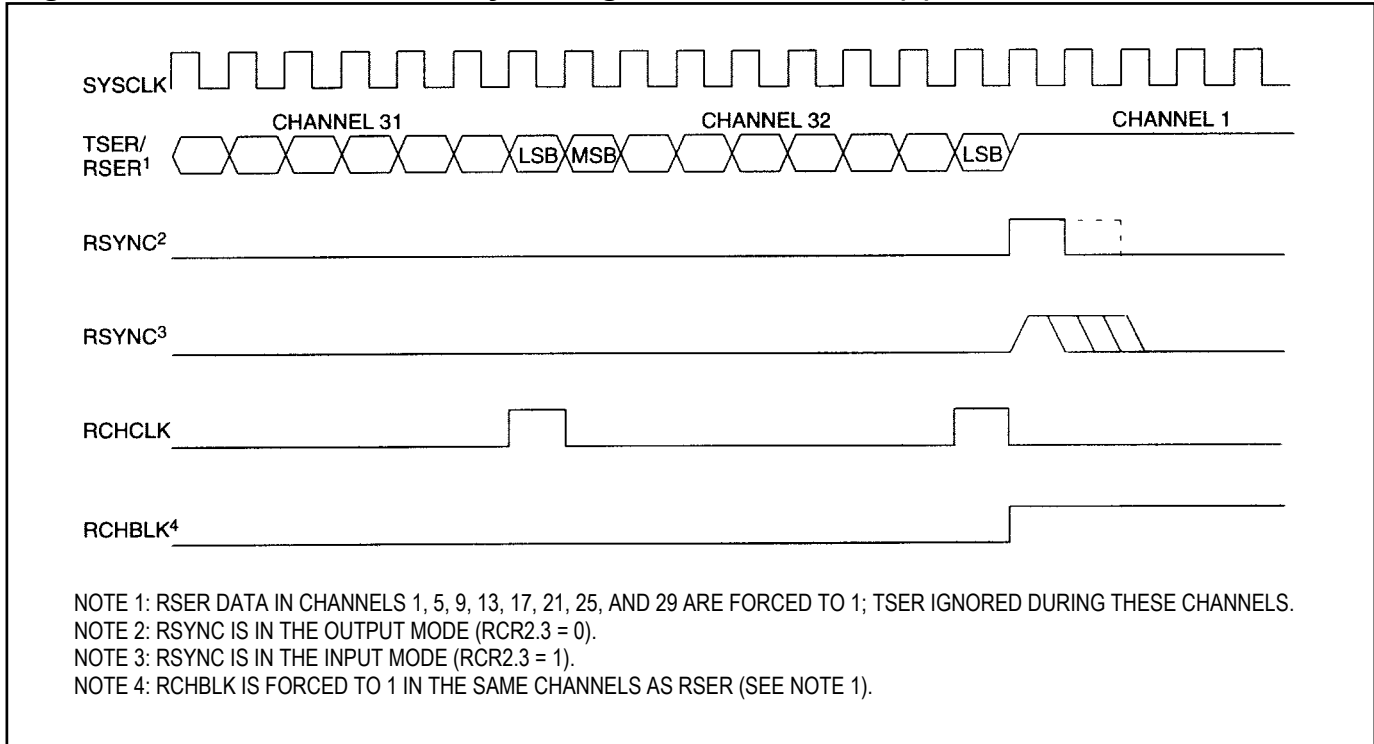 SYSCLK
CHANNEL 31 CHANNEL 32 CHANNEL 1
TSER/
RSER1
LSB MSB LSB
RSYNC2
RSYNC3
RCHCLK
RCHBLK4
NOTE 1: RSER DATA IN CHANNELS 1, 5, 9, 13, 17, 21, 25, AND 29 ARE FORCED TO 1; TSER IGNORED DURING THESE CHANNELS.
NOTE 2: RSYNC IS IN THE OUTPUT MODE (RCR2.3 = 0).
NOTE 3: RSYNC IS IN THE INPUT MODE (RCR2.3 = 1).
NOTE 4: RCHBLK IS FORCED TO 1 IN THE SAME CHANNELS AS RSER (SEE NOTE 1).